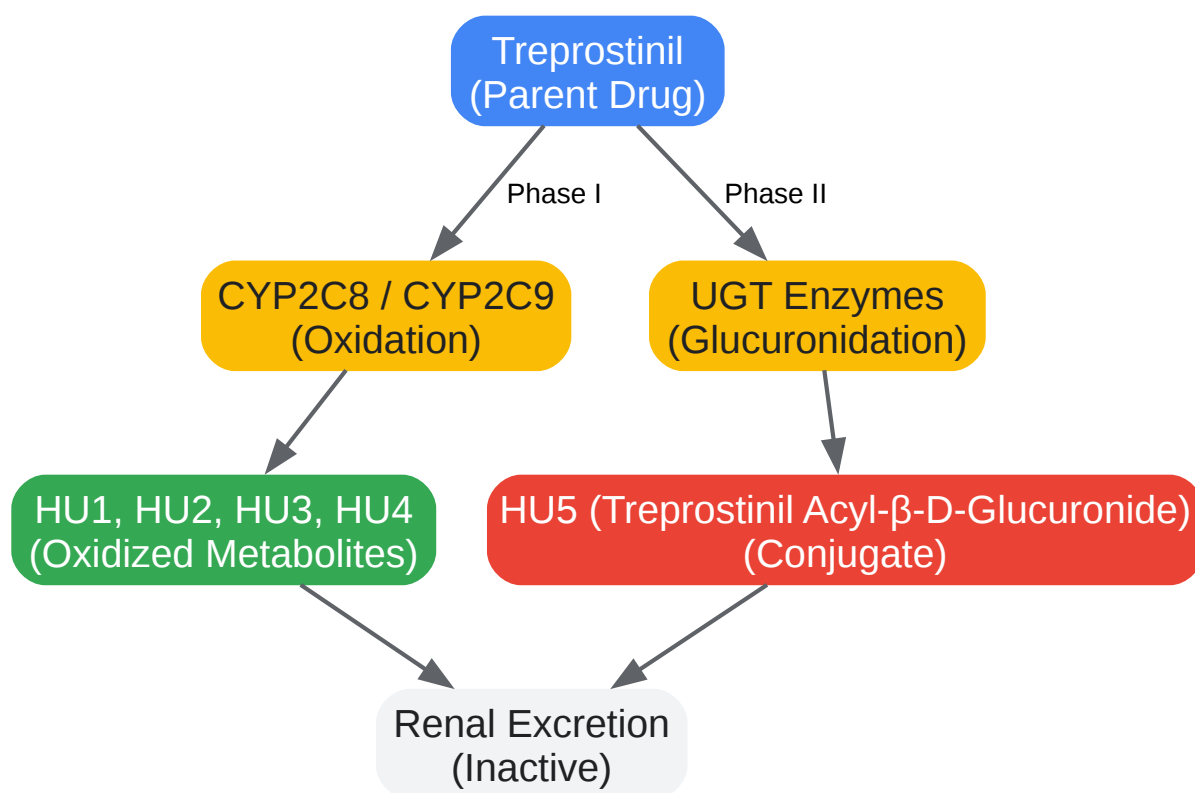 Treprostinil
(Parent Drug)
Phase I
Phase II
CYP2C8 / CYP2C9
(Oxidation)
UGT Enzymes
(Glucuronidation)
HU1, HU2, HU3, HU4
(Oxidized Metabolites)
HU5 (Treprostinil Acyl-β-D-Glucuronide)
(Conjugate)
Renal Excretion
(Inactive)